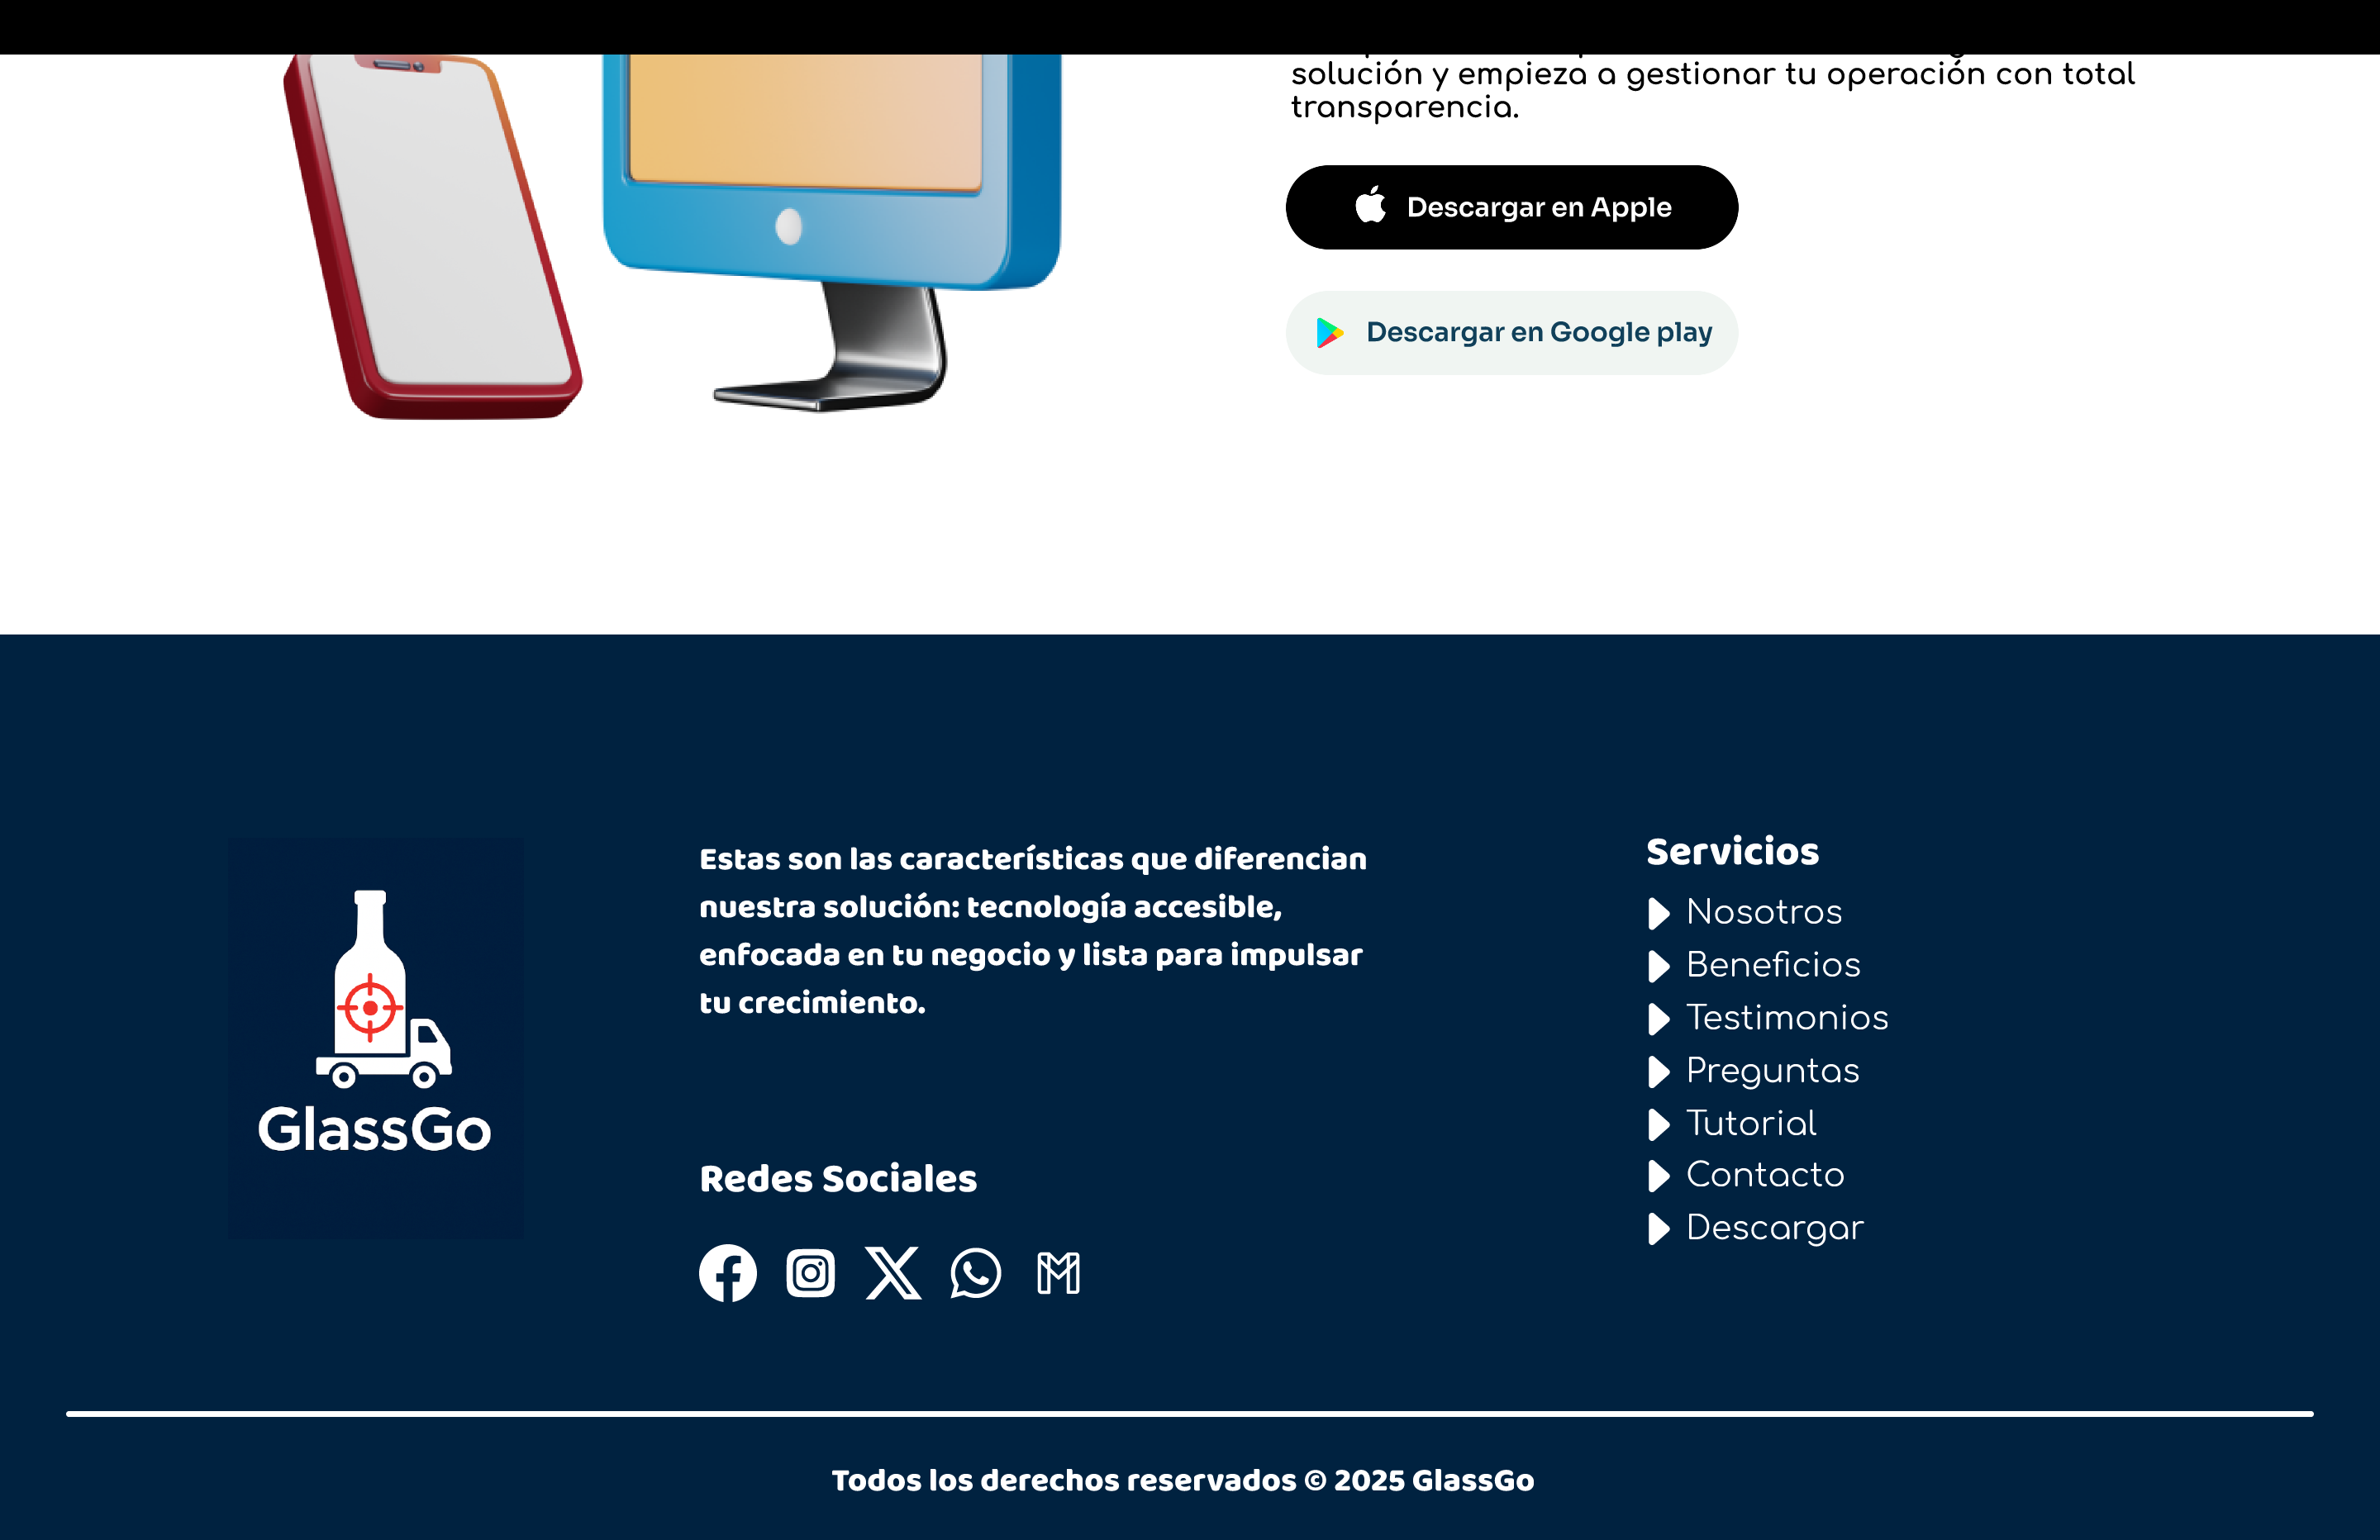 solución y empieza a gestionar tu operación con total
transparencia.
Descargar en Apple
Descargar en Google play
GlassGo
Estas son las características que diferencian
nuestra solución: tecnología accesible,
enfocada en tu negocio y lista para impulsar
tu crecimiento.
Redes Sociales
Servicios
Nosotros
Beneficios
Testimonios
Preguntas
Tutorial
Contacto
Descargar
Todos los derechos reservados © 2025 GlassGo